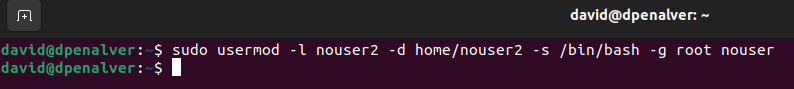 david@dpenalver: ~
david@dpenalver:~$ sudo usermod -l nouser2 -d home/nouser2 -s /bin/bash -g root nouser
david@dpenalver:~$